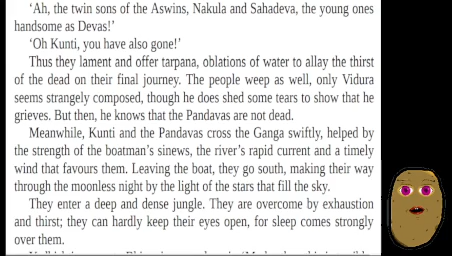 ‘Ah, the twin sons of the Aswins, Nakula and Sahadeva, the young ones
handsome as Devas!’
‘Oh Kunti, you have also gone!’
Thus they lament and offer tarpana, oblations of water to allay the thirst
of the dead on their final journey. The people weep as well, only Vidura
seems strangely composed, though he does shed some tears to show that he
grieves. But then, he knows that the Pandavas are not dead.
Meanwhile, Kunti and the Pandavas cross the Ganga swiftly, helped by
the strength of the boatman’s sinews, the river’s rapid current and a timely
wind that favours them. Leaving the boat, they go south, making their way
through the moonless night by the light of the stars that fill the sky.
They enter a deep and dense jungle. They are overcome by exhaustion
and thirst; they can hardly keep their eyes open, for sleep comes strongly
over them.